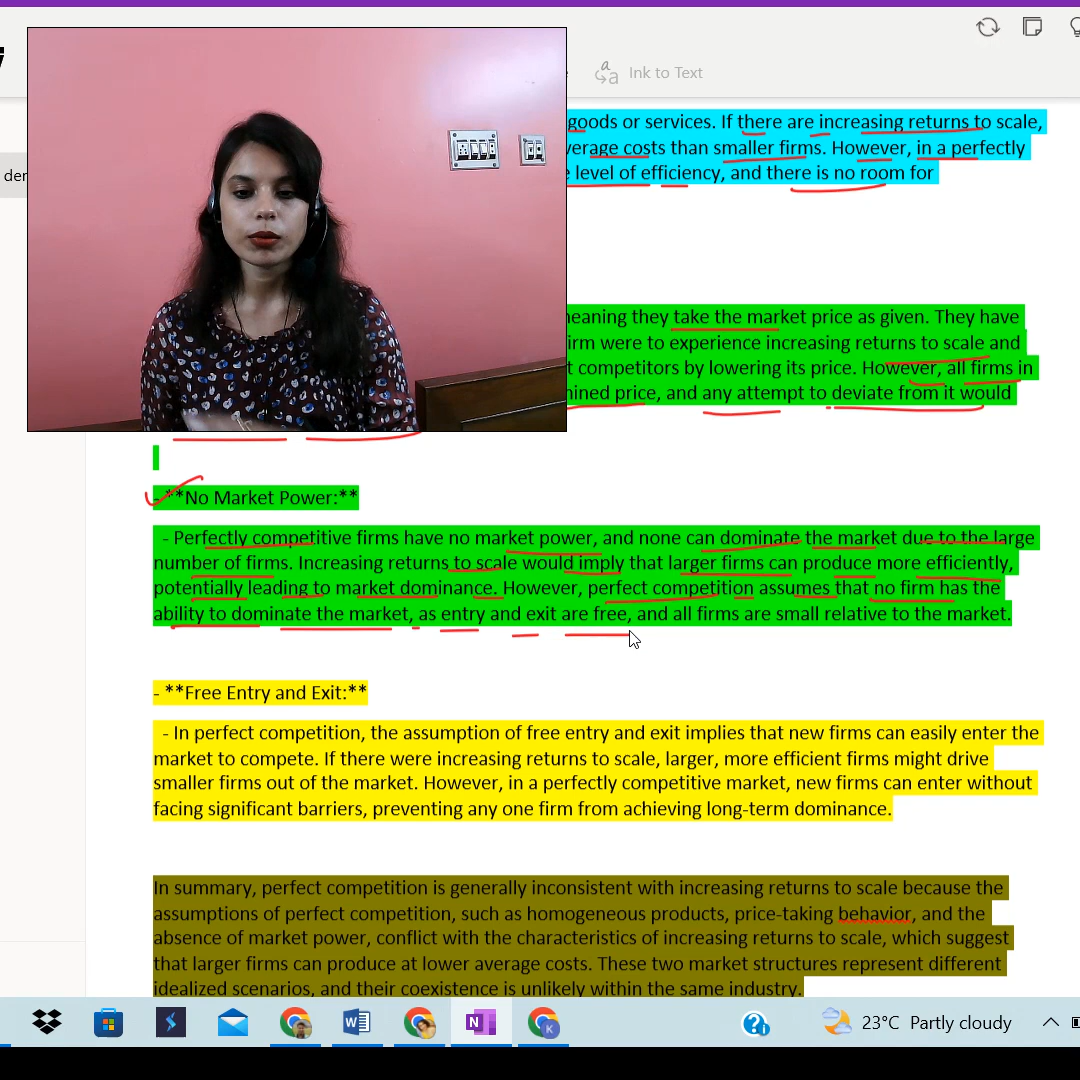 Ink to Text
goods or services. If there are increasing returns to scale,
average costs than smaller firms. However, in a perfectly
level of efficiency, and there is no room for
der
meaning they take the market price as given. They have
firm were to experience increasing returns to scale and
competitors by lowering its price. However, all firms in
price, and any attempt to deviate from it would
- **No Market Power:**
- Perfectly competitive firms have no market power, and none can dominate the market due to the large
number of firms. Increasing returns to scale would imply that larger firms can produce more efficiently,
potentially leading to market dominance. However, perfect competition assumes that no firm has the
ability to dominate the market, as entry and exit are free, and all firms are small relative to the market.
- **Free Entry and Exit:**
- In perfect competition, the assumption of free entry and exit implies that new firms can easily enter the
market to compete. If there were increasing returns to scale, larger, more efficient firms might drive
smaller firms out of the market. However, in a perfectly competitive market, new firms can enter without
facing significant barriers, preventing any one firm from achieving long-term dominance.
In summary, perfect competition is generally inconsistent with increasing returns to scale because the
assumptions of perfect competition, such as homogeneous products, price-taking behavior, and the
absence of market power, conflict with the characteristics of increasing returns to scale, which suggest
that larger firms can produce at lower average costs. These two market structures represent different
idealized scenarios, and their coexistence is unlikely within the same industry.
23°C Partly cloudy